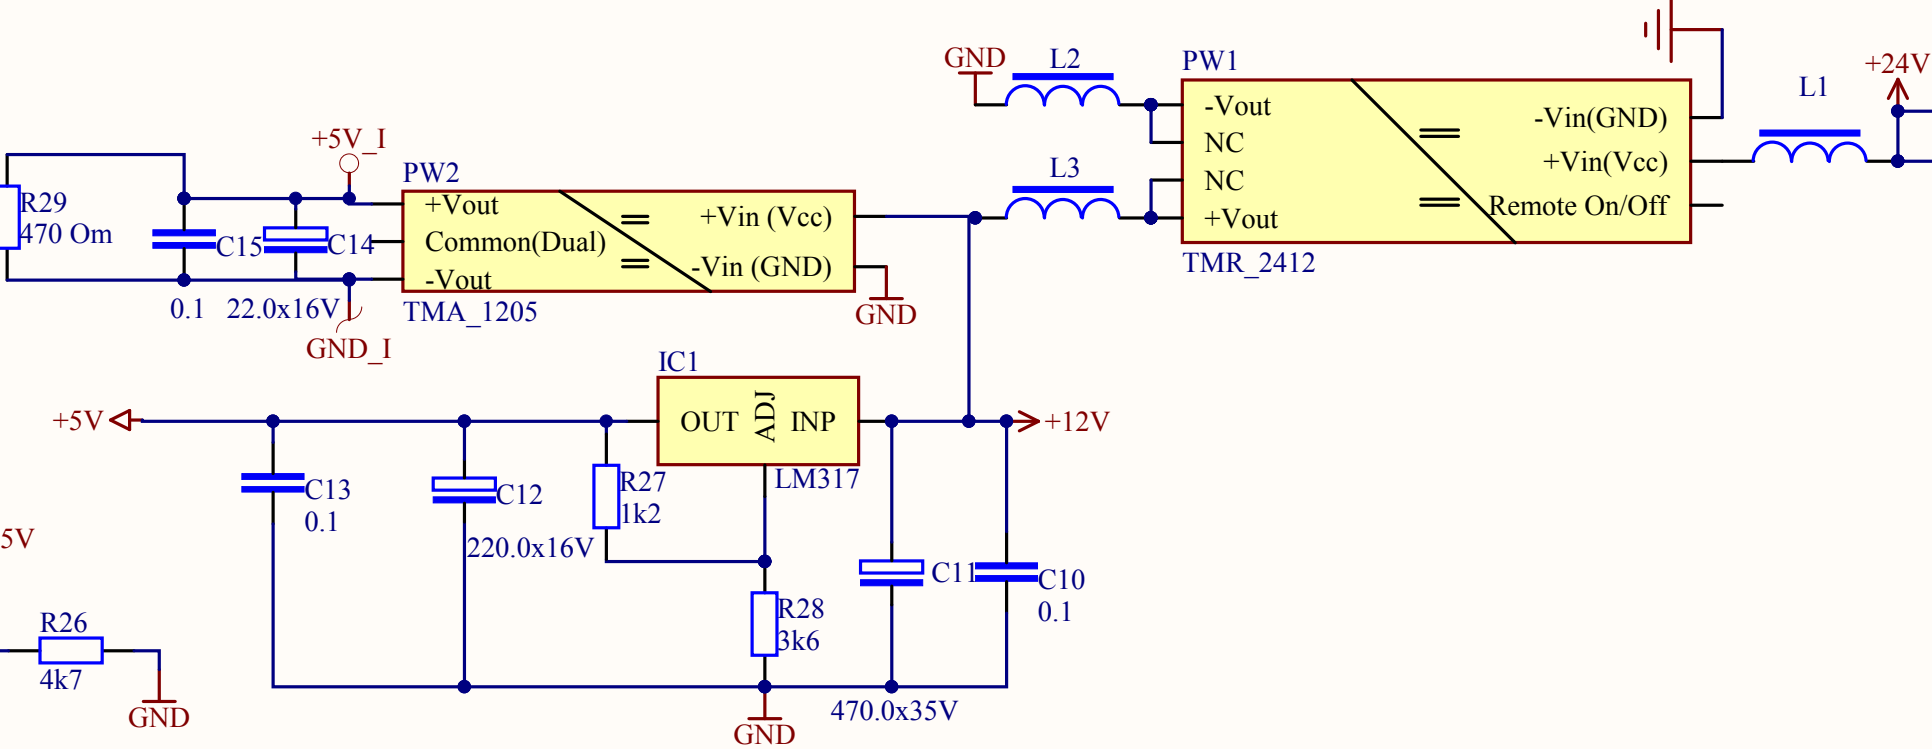 GND
L2
PW1
+24V
L1
-Vout
-Vin(GND)
NC
+Vin(Vcc)
NC
Remote On/Off
+Vout
TMR_2412
L3
+5V_I
PW2
R29
470 Om
C15
C14
+Vout
+Vin (Vcc)
Common(Dual)
-Vin (GND)
-Vout
0.1
22.0x16V
TMA_1205
GND
GND_I
IC1
+5V
OUT
ADJ
INP
+12V
LM317
C13
0.1
C12
220.0x16V
R27
1k2
C11
C10
0.1
470.0x35V
R28
3k6
GND
5V
R26
4k7
GND